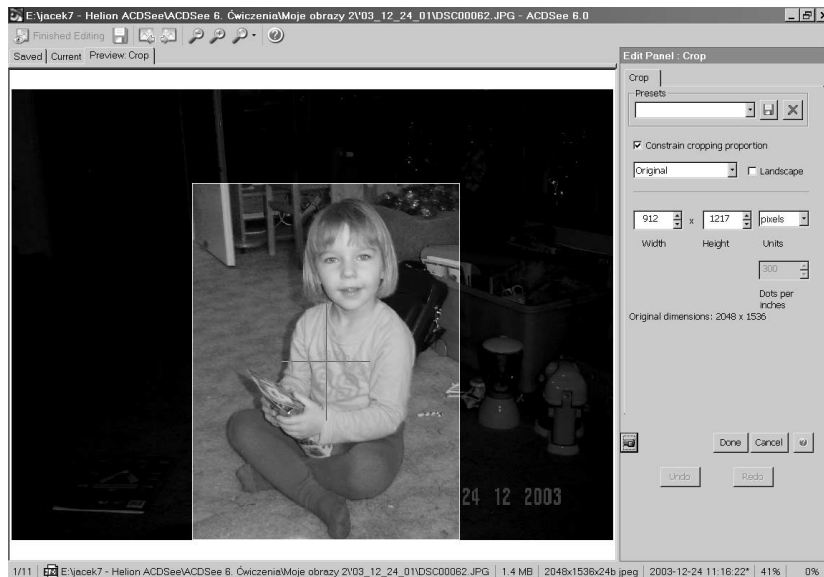 E:\jacek7 - Helion ACDSee\ACDSee 6. Ćwiczenia\Moje obrazy 2\'03_12_24_01\DSC00062.JPG - ACDSee 6.0
Finished Editing
Saved Current Preview: Crop
Edit Panel : Crop
Crop
Presets
Constrain cropping proportion
Original Landscape
912 x 1217 pixels
Width Height Units
300
Dots per
inches
Original dimensions: 2048 x 1536
Done Cancel
Undo Redo
24 12 2003
1/11 E:\jacek7 - Helion ACDSee\ACDSee 6. Ćwiczenia\Moje obrazy 2\'03_12_24_01\DSC00062.JPG 1.4 MB 2048x1536x24b jpeg 2003-12-24 11:16:22* 41% 0%